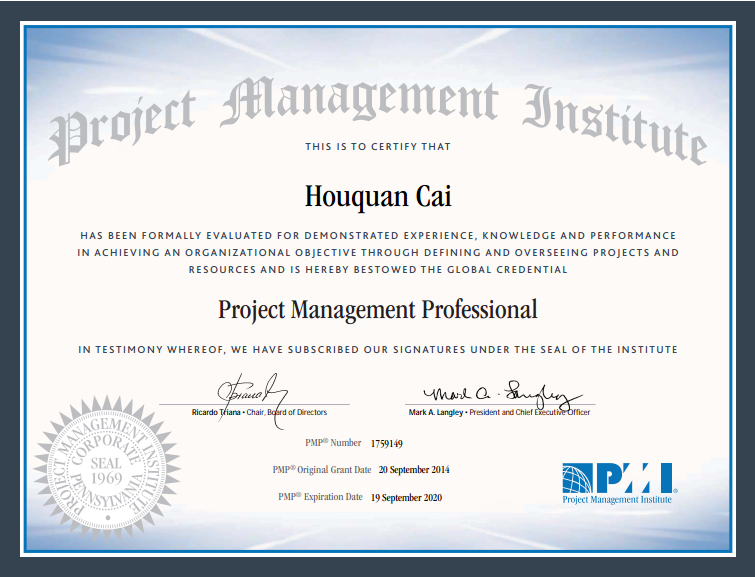 Project Management Institute
THIS IS TO CERTIFY THAT
Houquan Cai
HAS BEEN FORMALLY EVALUATED FOR DEMONSTRATED EXPERIENCE, KNOWLEDGE AND PERFORMANCE
IN ACHIEVING AN ORGANIZATIONAL OBJECTIVE THROUGH DEFINING AND OVERSEEING PROJECTS AND
RESOURCES AND IS HEREBY BESTOWED THE GLOBAL CREDENTIAL
Project Management Professional
IN TESTIMONY WHEREOF, WE HAVE SUBSCRIBED OUR SIGNATURES UNDER THE SEAL OF THE INSTITUTE
Mark A. Langley
Ricardo Triana • Chair, Board of Directors
Mark A. Langley • President and Chief Executive Officer
PMP® Number 1759149
PMP® Original Grant Date 20 September 2014
PMP® Expiration Date 19 September 2020
PROJECT MANAGEMENT INSTITUTE
CORPORATE
SEAL
1969
PENNSYLVANIA
PMI®
Project Management Institute